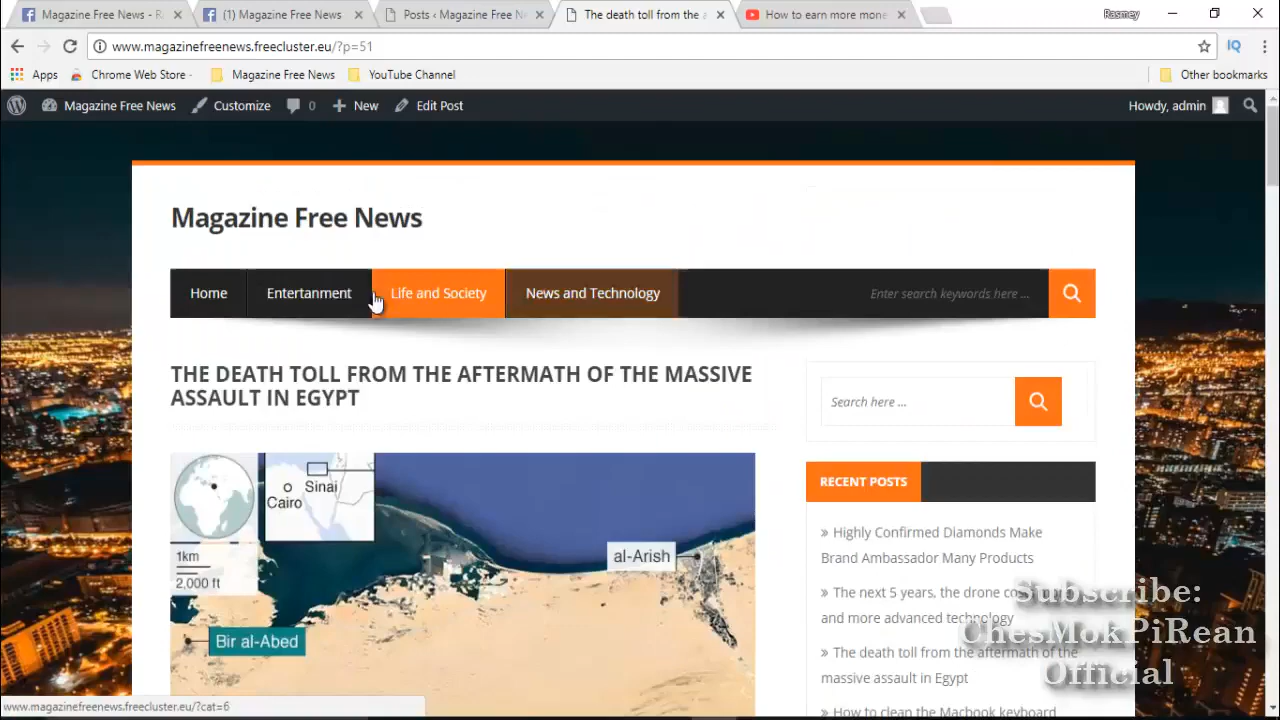 Magazine Free News - R
(1) Magazine Free News
Posts ‹ Magazine Free Ne
The death toll from the a
How to earn more mone
Rasmey
www.magazinefreenews.freecluster.eu/?p=51
IQ
Apps
Chrome Web Store -
Magazine Free News
YouTube Channel
Other bookmarks
Magazine Free News
Customize
0
New
Edit Post
Howdy, admin
Magazine Free News
Home
Entertanment
Life and Society
News and Technology
Enter search keywords here ...
THE DEATH TOLL FROM THE AFTERMATH OF THE MASSIVE
ASSAULT IN EGYPT
Search here ...
Sinai
Cairo
1km
2,000 ft
al-Arish
Bir al-Abed
RECENT POSTS
» Highly Confirmed Diamonds Make
Brand Ambassador Many Products
» The next 5 years, the drone co
and more advanced technology
» The death toll from the aftermath of the
massive assault in Egypt
» How to clean the Macbook keyboard
Subscribe:
ChesMokPiRean
Official
www.magazinefreenews.freecluster.eu/?cat=6